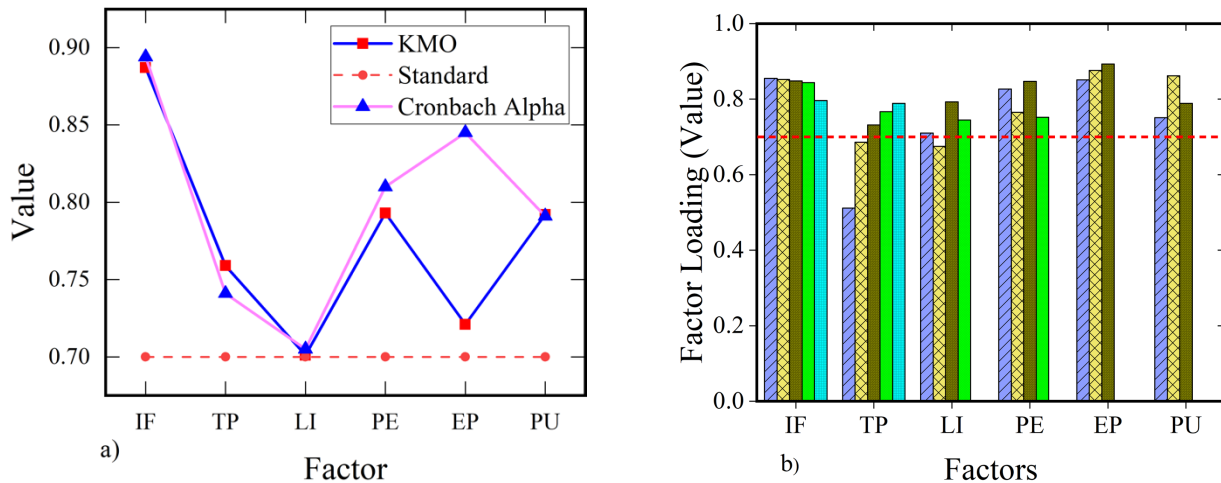 0.90
0.85
0.80
0.75
0.70
Value
KMO
Standard
Cronbach Alpha
IF TP LI PE EP PU
a)
Factor
1.0
0.8
0.6
0.4
0.2
0.0
Factor Loading (Value)
IF TP LI PE EP PU
b)
Factors